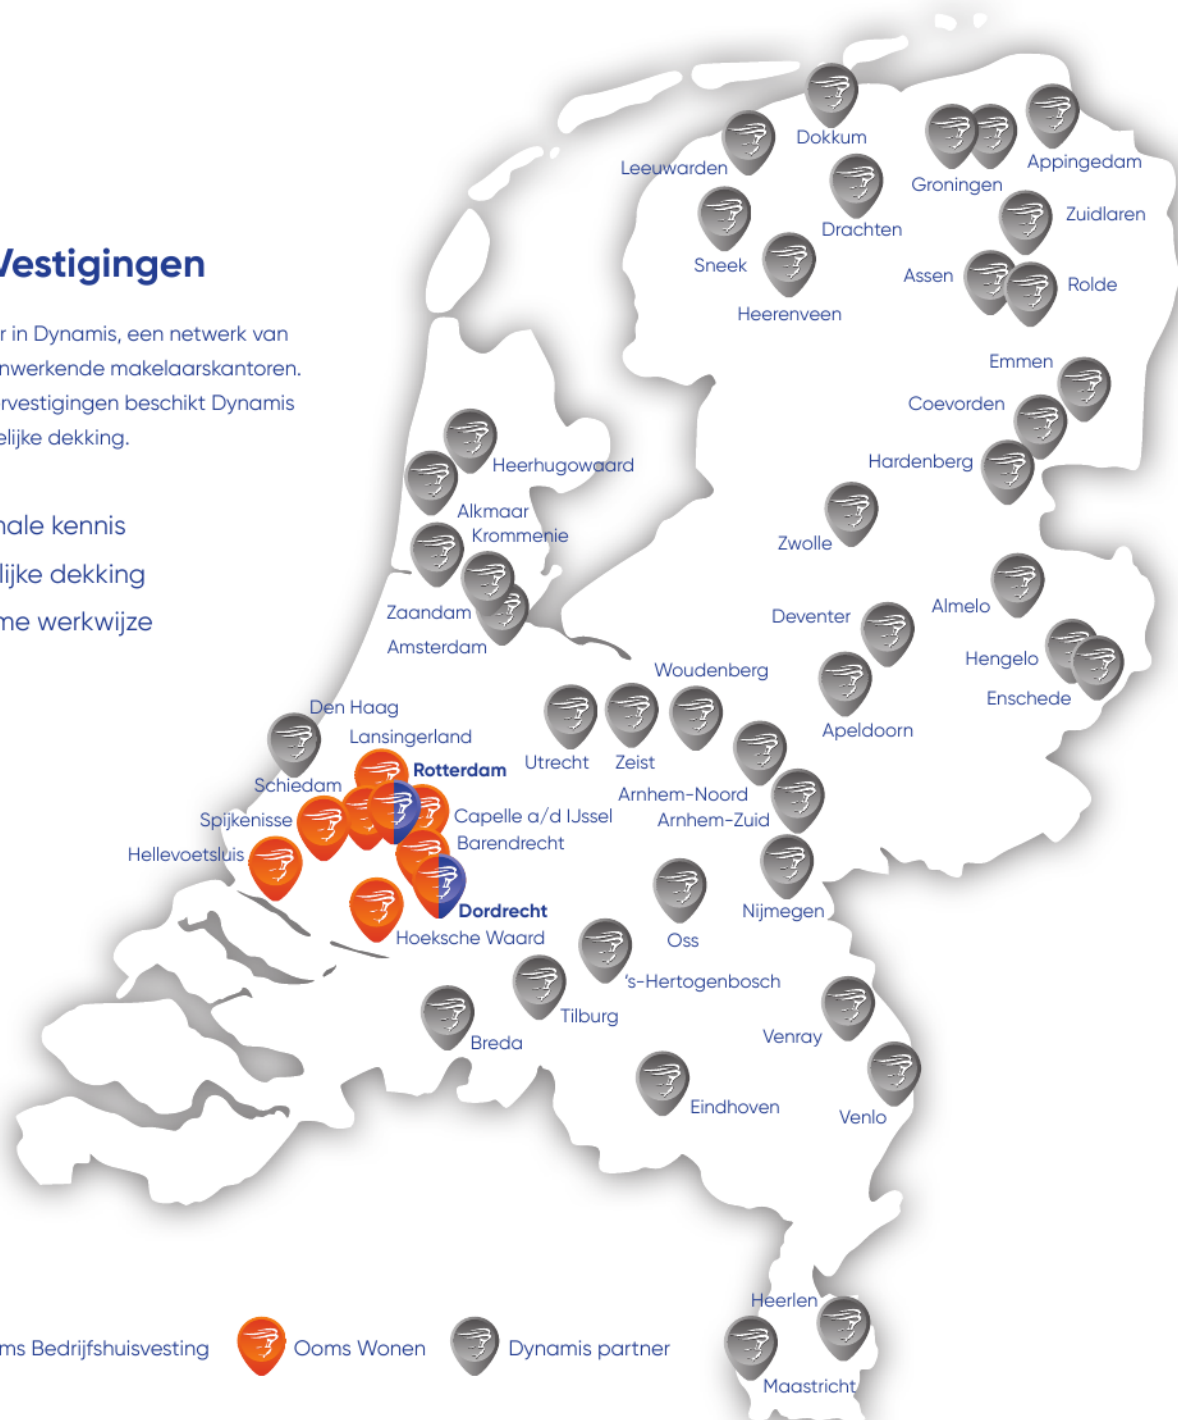 Vestigingen
r in Dynamis, een netwerk van
nwerkende makelaarskantoren.
rvestigingen beschikt Dynamis
elijke dekking.
nale kennis
lijke dekking
me werkwijze
Dokkum
Leeuwarden
Appingedam
Groningen
Zuidlaren
Drachten
Sneek
Assen
Rolde
Heerenveen
Emmen
Coevorden
Hardenberg
Heerhugowaard
Alkmaar
Krommenie
Zwolle
Zaandam
Almelo
Deventer
Amsterdam
Hengelo
Woudenberg
Enschede
Den Haag
Apeldoorn
Lansingerland
Utrecht
Zeist
Rotterdam
Schiedam
Arnhem-Noord
Capelle a/d IJssel
Spijkenisse
Arnhem-Zuid
Barendrecht
Hellevoetsluis
Dordrecht
Nijmegen
Hoeksche Waard
Oss
's-Hertogenbosch
Tilburg
Venray
Breda
Eindhoven
Venlo
Heerlen
ms Bedrijfshuisvesting
Ooms Wonen
Dynamis partner
Maastricht